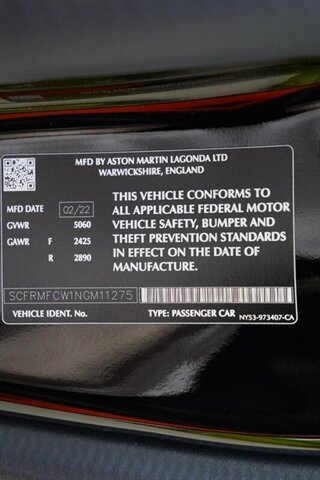 MFD BY ASTON MARTIN LAGONDA LTD
WARWICKSHIRE, ENGLAND
MFD DATE 02/22
GVWR 5060
GAWR F 2425
R 2890
THIS VEHICLE CONFORMS TO
ALL APPLICABLE FEDERAL MOTOR
VEHICLE SAFETY, BUMPER AND
THEFT PREVENTION STANDARDS
IN EFFECT ON THE DATE OF
MANUFACTURE.
SCFRMFCW1NGM11275
VEHICLE IDENT. No. TYPE: PASSENGER CAR NY53-973407-CA